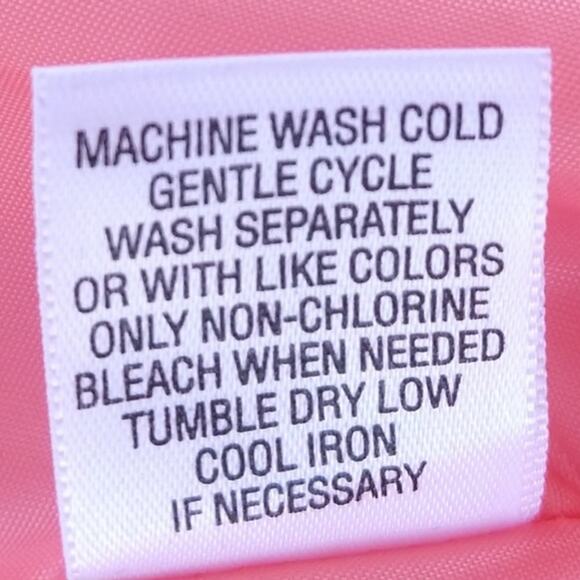 MACHINE WASH COLD
GENTLE CYCLE
WASH SEPARATELY
OR WITH LIKE COLORS
ONLY NON-CHLORINE
BLEACH WHEN NEEDED
TUMBLE DRY LOW
COOL IRON
IF NECESSARY